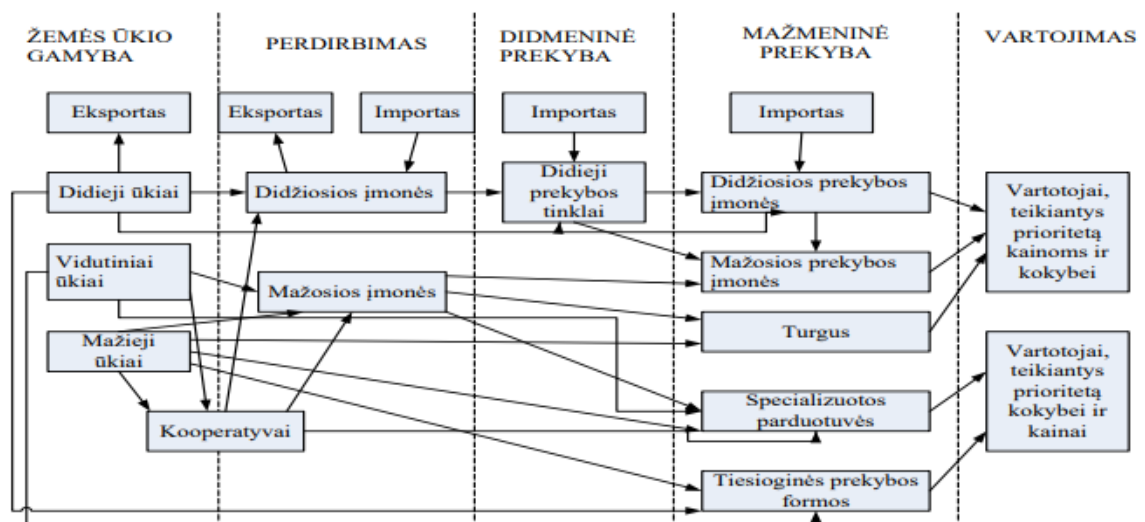 ŽEMĖS ŪKIO
GAMYBA
PERDIRBIMAS
DIDMENINĖ
PREKYBA
MAŽMENINĖ
PREKYBA
VARTOJIMAS
Eksportas
Eksportas
Importas
Importas
Importas
Didieji ūkiai
Didžiosios įmonės
Didieji
prekybos
tinklai
Didžiosios prekybos
įmonės
Vartotojai,
teikiantys
prioritetą
kainoms ir
kokybei
Vidutiniai
ūkiai
Mažosios įmonės
Mažosios prekybos
įmonės
Turgus
Mažieji
ūkiai
Vartotojai,
teikiantys
prioritetą
kokybei ir
kainai
Kooperatyvai
Specializuotos
parduotuvės
Tiesioginės prekybos
formos